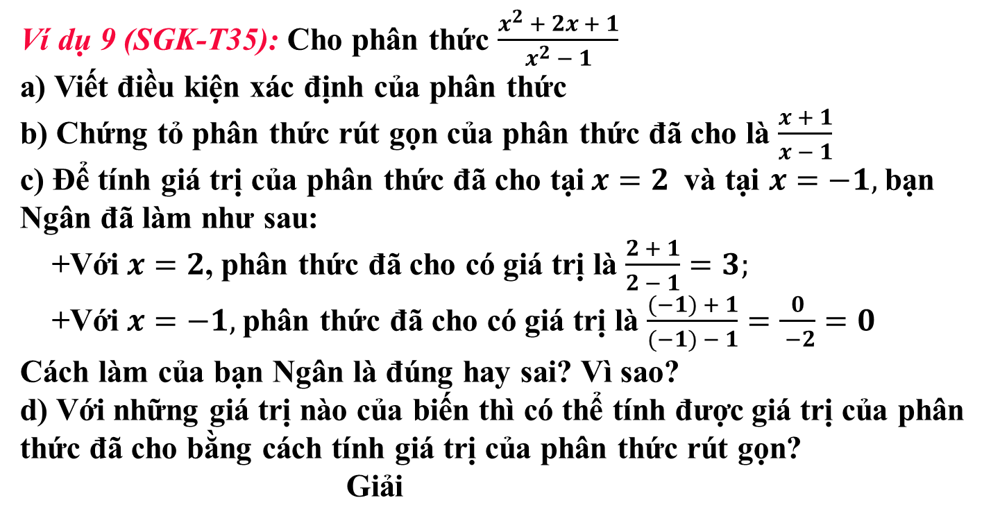 Ví dụ 9 (SGK-T35): Cho phân thức \frac{x^2 + 2x + 1}{x^2 − 1}
a) Viết điều kiện xác định của phân thức
b) Chứng tỏ phân thức rút gọn của phân thức đã cho là \frac{x + 1}{x − 1}
c) Để tính giá trị của phân thức đã cho tại x = 2 và tại x = −1, bạn
Ngân đã làm như sau:
+Với x = 2, phân thức đã cho có giá trị là \frac{2 + 1}{2 − 1} = 3;
+Với x = −1, phân thức đã cho có giá trị là \frac{(−1) + 1}{(−1) − 1} = \frac{0}{−2} = 0
Cách làm của bạn Ngân là đúng hay sai? Vì sao?
d) Với những giá trị nào của biến thì có thể tính được giá trị của phân
thức đã cho bằng cách tính giá trị của phân thức rút gọn?
Giải